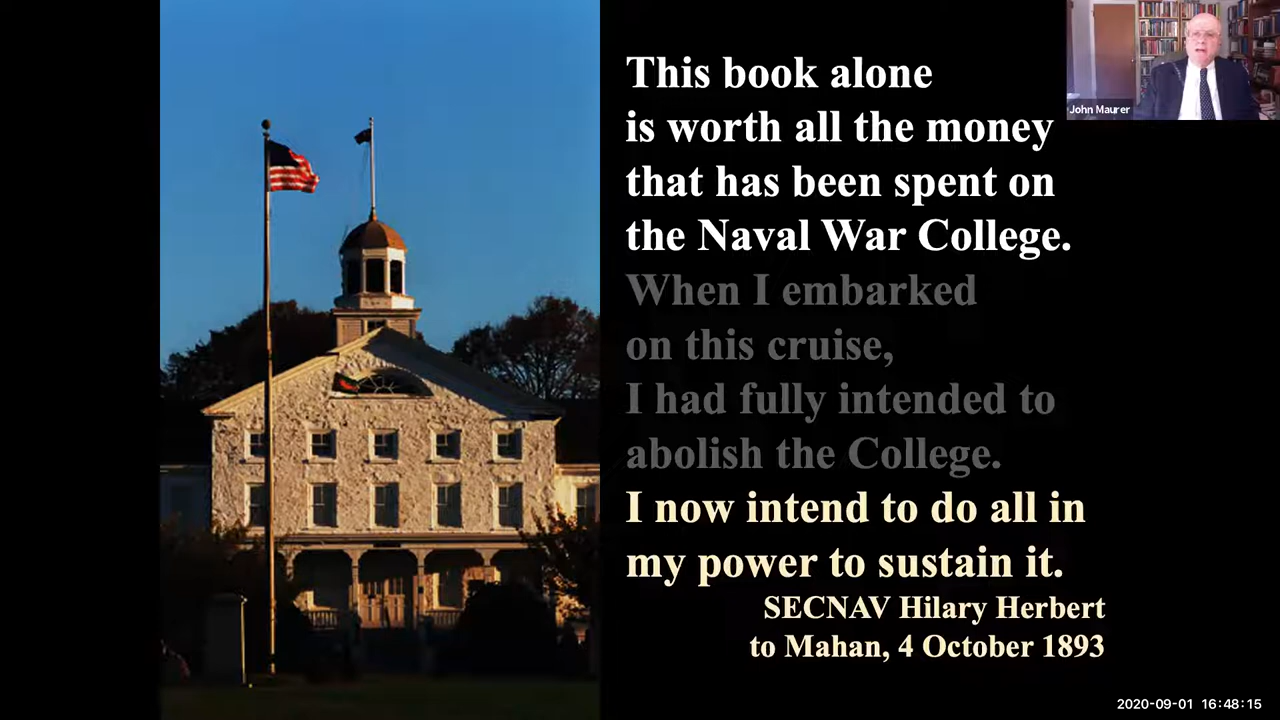 This book alone
is worth all the money
that has been spent on
the Naval War College.
When I embarked
on this cruise,
I had fully intended to
abolish the College.
I now intend to do all in
my power to sustain it.
SECNAV Hilary Herbert
to Mahan, 4 October 1893
John Maurer
2020-09-01 16:48:15